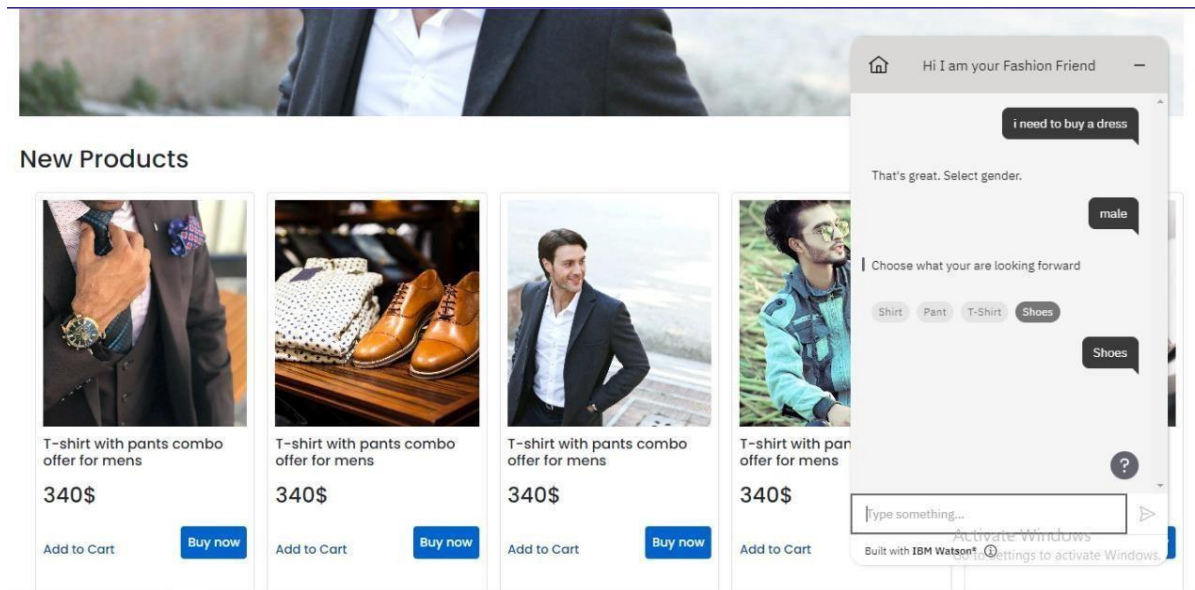 New Products
T-shirt with pants combo
offer for mens
340$
Add to Cart
Buy now
T-shirt with pants combo
offer for mens
340$
Add to Cart
Buy now
T-shirt with pants combo
offer for mens
340$
Add to Cart
Buy now
T-shirt with pan
offer for mens
340$
Add to Cart
Hi I am your Fashion Friend
i need to buy a dress
That's great. Select gender.
male
Choose what your are looking forward
Shirt Pant T-Shirt Shoes
Shoes
?
Type something...
Built with IBM Watson®
Activate Windows
Go to Settings to activate Windows.